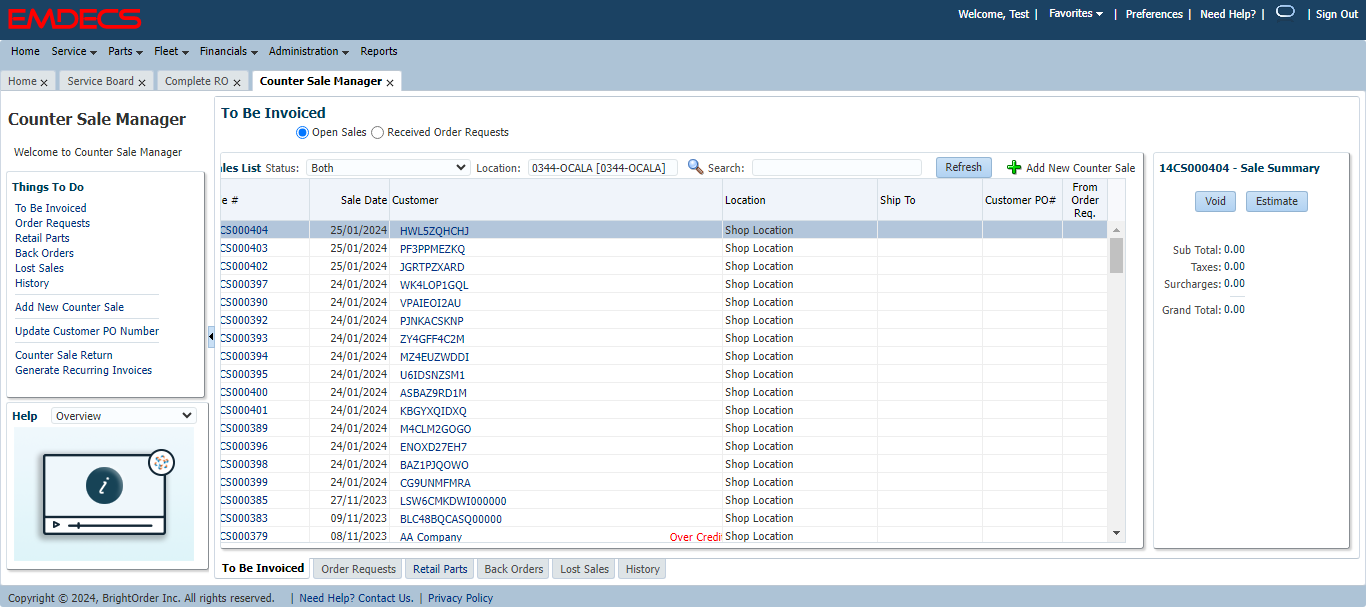 EMDECS
Welcome, Test | Favorites | Preferences | Need Help? | | Sign Out
Home Service Parts Fleet Financials Administration Reports
Home x Service Board x Complete RO x Counter Sale Manager x
Counter Sale Manager
Welcome to Counter Sale Manager
Things To Do
To Be Invoiced
Order Requests
Retail Parts
Back Orders
Lost Sales
History
Add New Counter Sale
Update Customer PO Number
Counter Sale Return
Generate Recurring Invoices
Help Overview
i
To Be Invoiced
Open Sales Received Order Requests
les List Status: Both Location: 0344-OCALA [0344-OCALA] Search: Refresh Add New Counter Sale
e # Sale Date Customer Location Ship To Customer PO# From Order Req.
CS000404 25/01/2024 HWL5ZQHCHJ Shop Location
CS000403 25/01/2024 PF3PPMEZKQ Shop Location
CS000402 25/01/2024 JGRTPZXARD Shop Location
CS000397 24/01/2024 WK4LOP1GQL Shop Location
CS000390 24/01/2024 VPAIEOI2AU Shop Location
CS000392 24/01/2024 PJNKACSKNP Shop Location
CS000393 24/01/2024 ZY4GFF4C2M Shop Location
CS000394 24/01/2024 MZ4EUZWDDI Shop Location
CS000395 24/01/2024 U6IDSNZSM1 Shop Location
CS000400 24/01/2024 ASBAZ9RD1M Shop Location
CS000401 24/01/2024 KBGYXQIDXQ Shop Location
CS000389 24/01/2024 M4CLM2GOGO Shop Location
CS000396 24/01/2024 ENOXD27EH7 Shop Location
CS000398 24/01/2024 BAZ1PJQOWO Shop Location
CS000399 24/01/2024 CG9UNMFMRA Shop Location
CS000385 27/11/2023 LSW6CMKDWI000000 Shop Location
CS000383 09/11/2023 BLC48BQCASQ00000 Shop Location
CS000379 08/11/2023 AA Company Over Credi Shop Location
14CS000404 - Sale Summary
Void Estimate
Sub Total: 0.00
Taxes: 0.00
Surcharges: 0.00
Grand Total: 0.00
To Be Invoiced Order Requests Retail Parts Back Orders Lost Sales History
Copyright © 2024, BrightOrder Inc. All rights reserved. | Need Help? Contact Us. | Privacy Policy